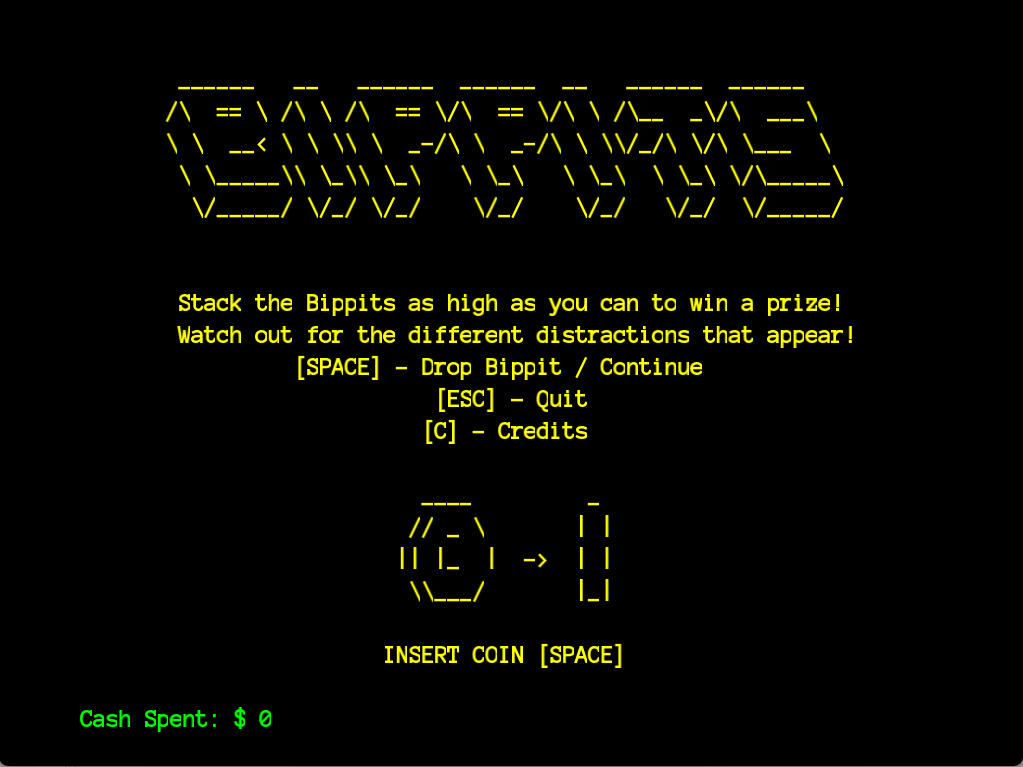 BIPPITS
Stack the Bippits as high as you can to win a prize!
Watch out for the different distractions that appear!
[SPACE] - Drop Bippit / Continue
[ESC] - Quit
[C] - Credits
->
INSERT COIN [SPACE]
Cash Spent: $ 0